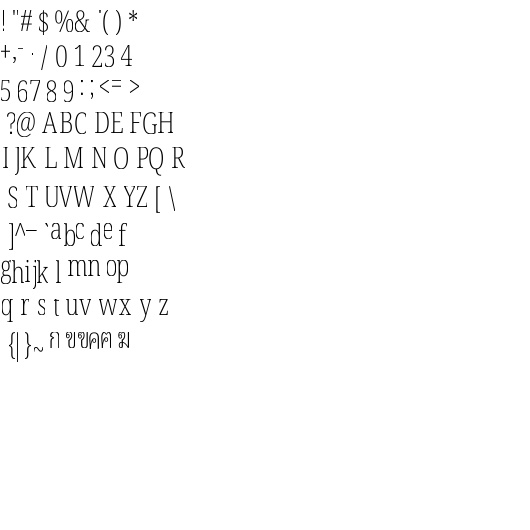 ! "# $ %& '( ) *
+,- . / 0 1 23 4
5 67 8 9 : ; <= >
?@ ABC DE FGH
I JK L M N O PQ R
S T UVW X YZ [ \
]^_ `abc de f
ghijk l mn op
q r s t uv wx y z
{| }~ ก ขฃคฅ ฆ